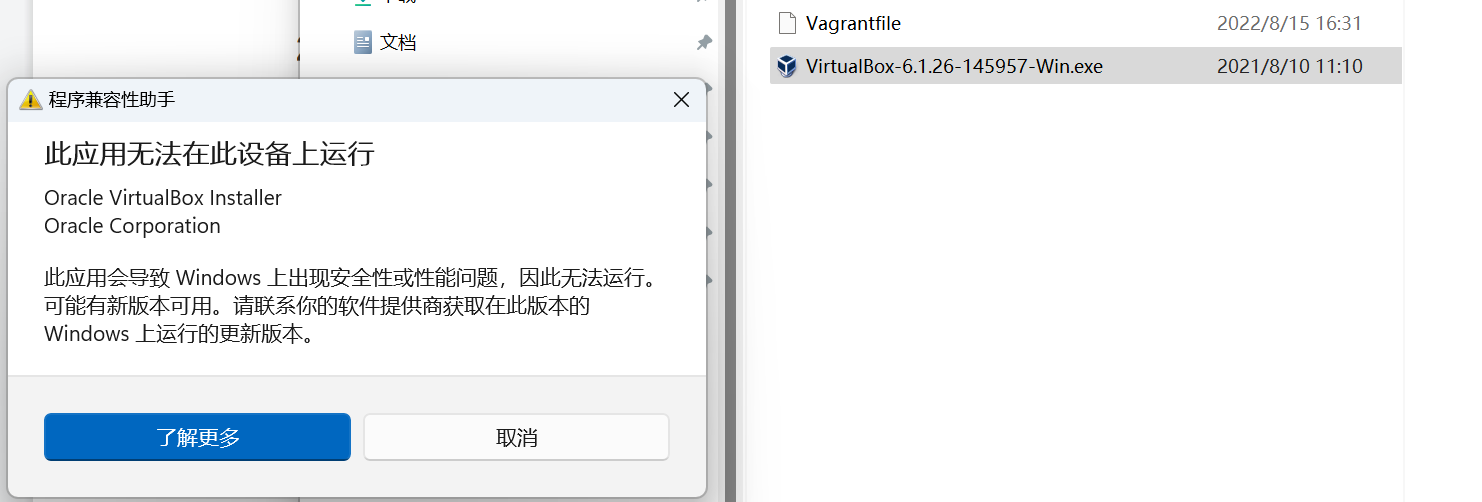 文档
Vagrantfile 2022/8/15 16:31
VirtualBox-6.1.26-145957-Win.exe 2021/8/10 11:10
程序兼容性助手
此应用无法在此设备上运行
Oracle VirtualBox Installer
Oracle Corporation
此应用会导致 Windows 上出现安全性或性能问题，因此无法运行。
可能有新版本可用。请联系你的软件提供商获取在此版本的
Windows 上运行的更新版本。
了解更多
取消